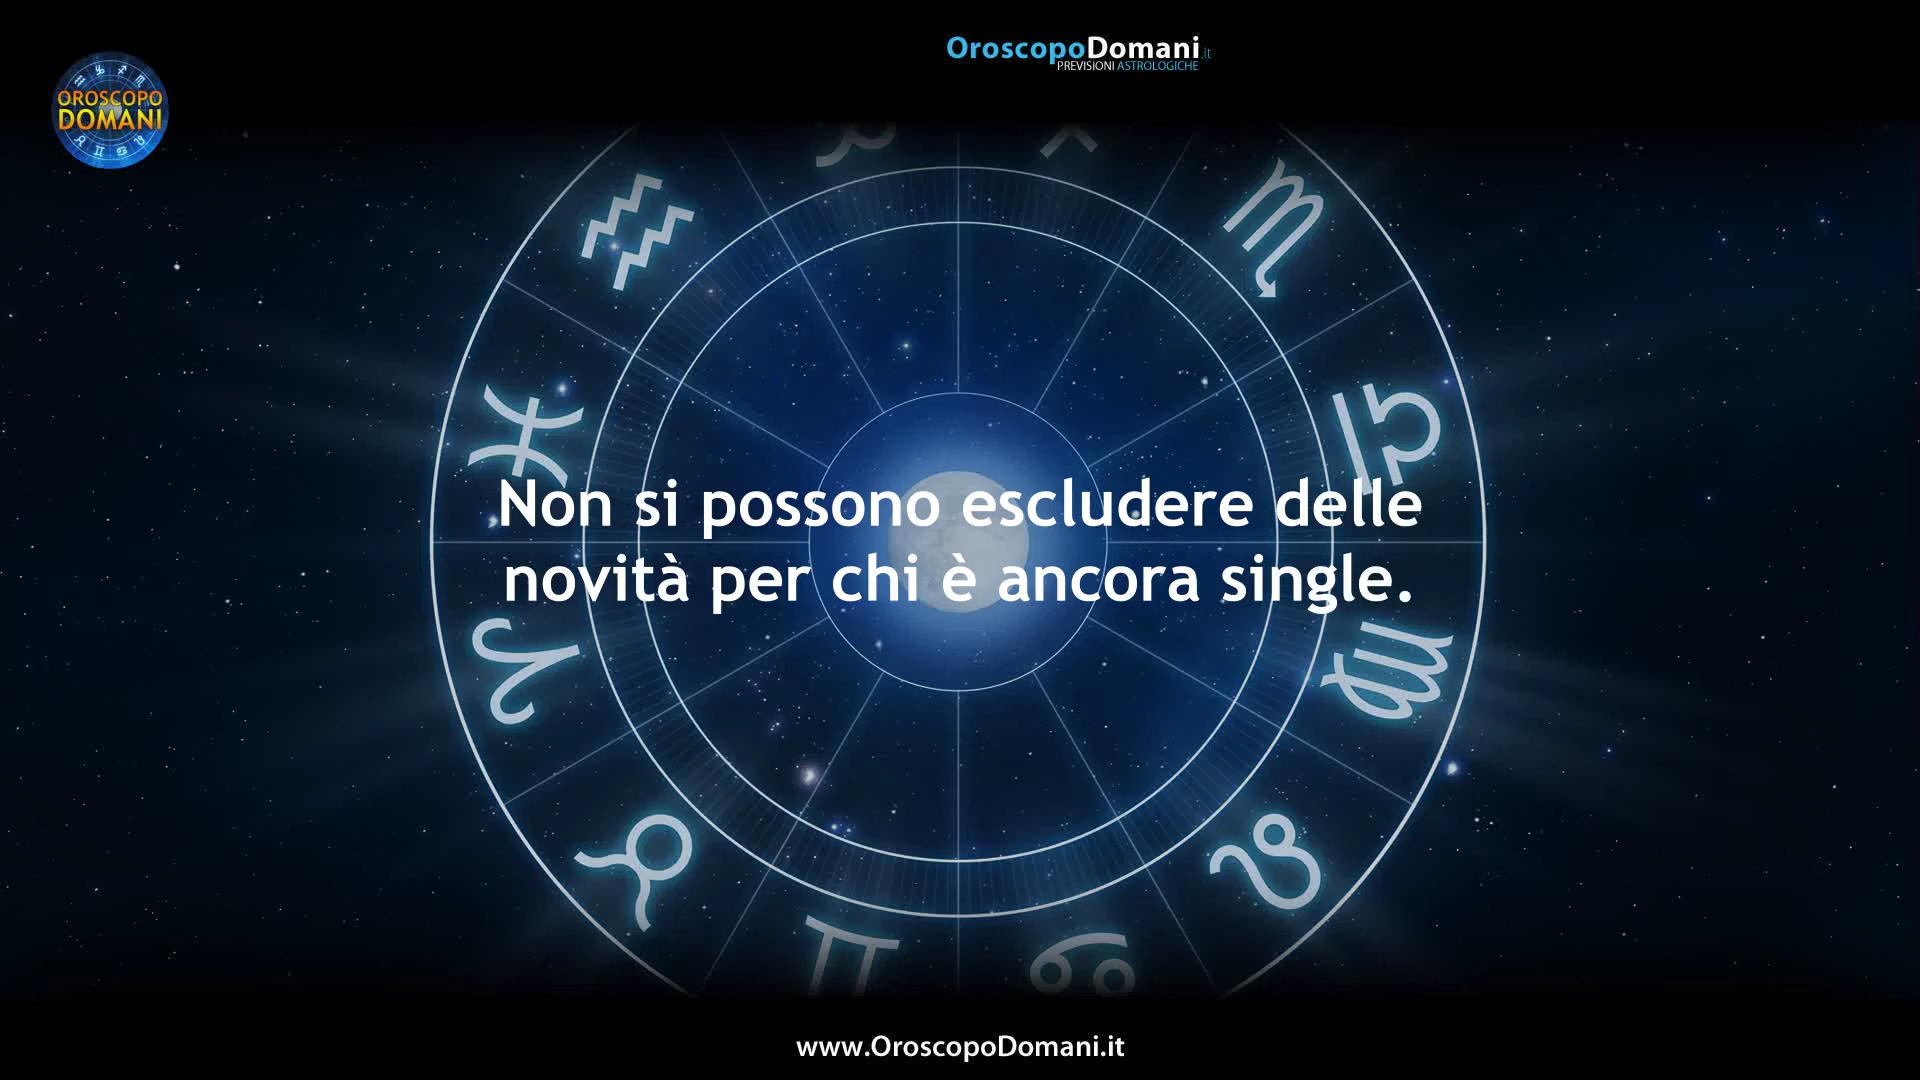 OroscopoDomani.it
PREVISIONI ASTROLOGICHE
OROSCOPO
DOMANI
Non si possono escludere delle
novità per chi è ancora single.
www.OroscopoDomani.it